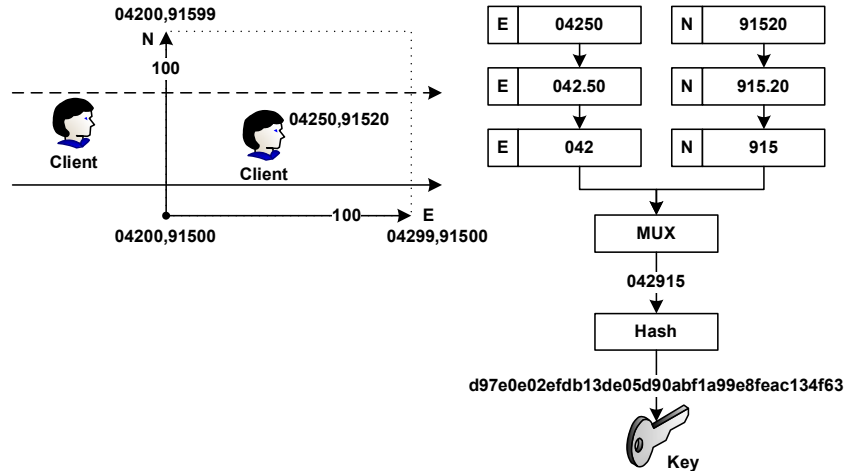 04200,91599
N
100
04250,91520
Client
Client
100
E
04200,91500
04299,91500
E 04250 N 91520
E 042.50 N 915.20
E 042 N 915
MUX
042915
Hash
d97e0e02efdb13de05d90abf1a99e8feac134f63
Key